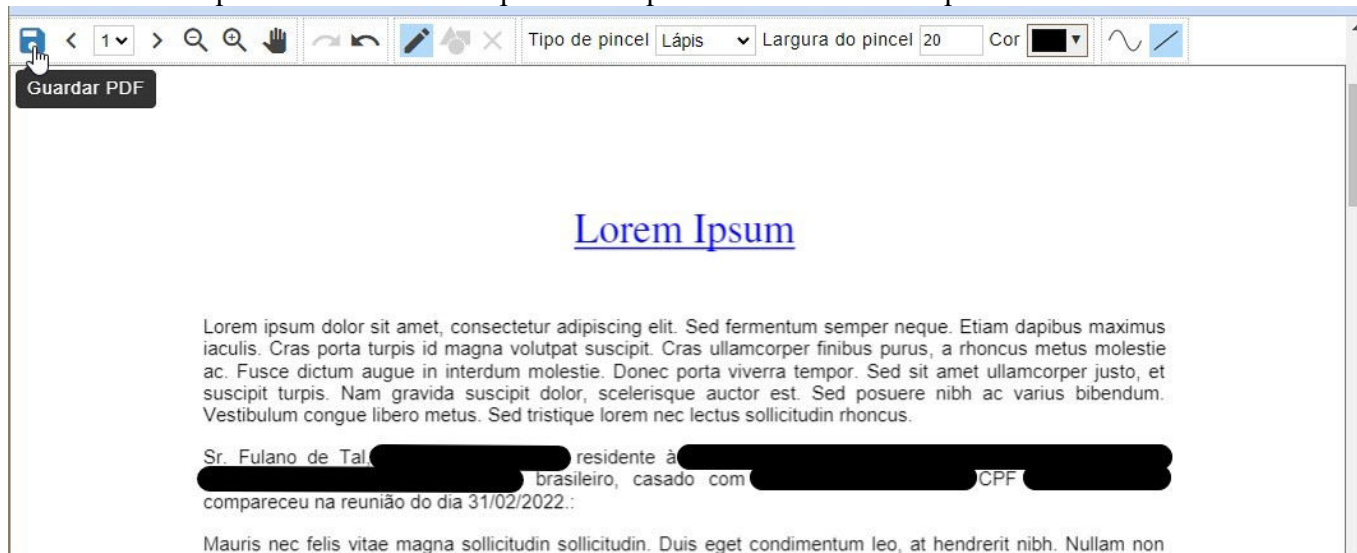 1
Tipo de pincel Lápis Largura do pincel 20 Cor
Guardar PDF
Lorem Ipsum
Lorem ipsum dolor sit amet, consectetur adipiscing elit. Sed fermentum semper neque. Etiam dapibus maximus
iaculis. Cras porta turpis id magna volutpat suscipit. Cras ullamcorper finibus purus, a rhoncus metus molestie
ac. Fusce dictum augue in interdum molestie. Donec porta viverra tempor. Sed sit amet ullamcorper justo, et
suscipit turpis. Nam gravida suscipit dolor, scelerisque auctor est. Sed posuere nibh ac varius bibendum.
Vestibulum congue libero metus. Sed tristique lorem nec lectus sollicitudin rhoncus.
Sr. Fulano de Tal, residente à
brasileiro, casado com CPF
compareceu na reunião do dia 31/02/2022.:
Mauris nec felis vitae magna sollicitudin sollicitudin. Duis eget condimentum leo, at hendrerit nibh. Nullam non